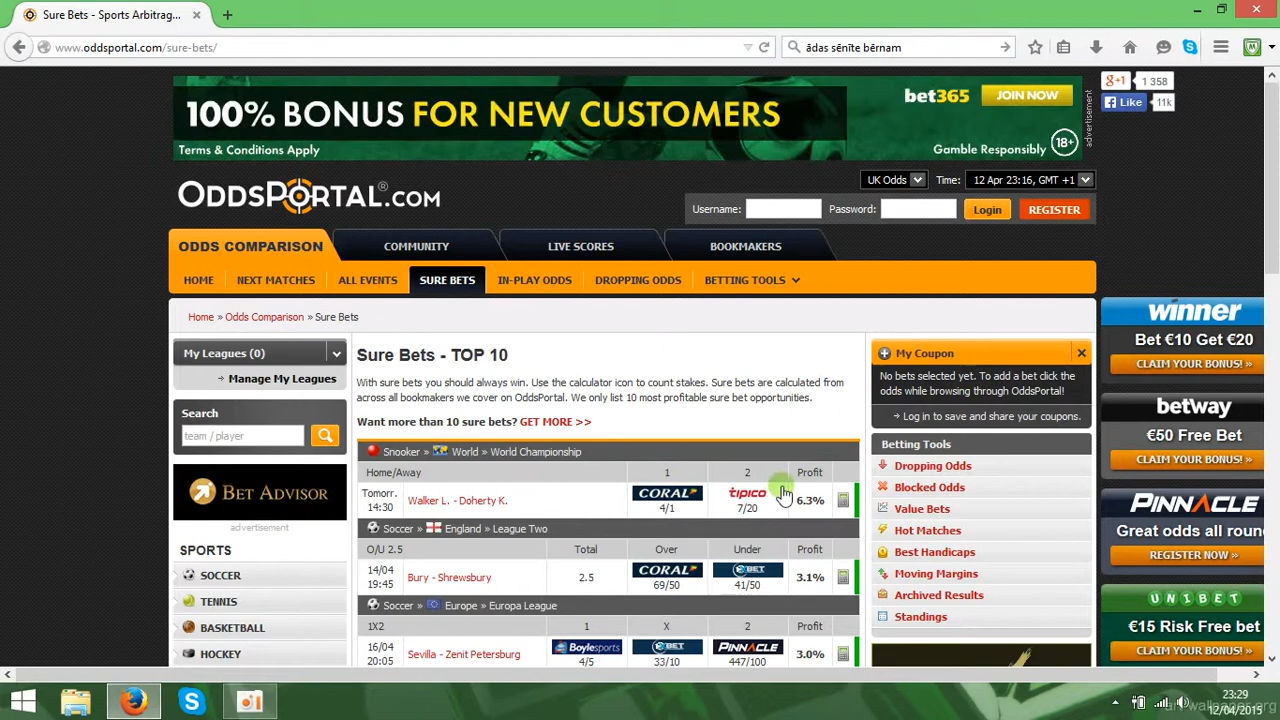 Sure Bets - Sports Arbitrag...
www.oddsportal.com/sure-bets/
ādas sēnīte bērnam
100% BONUS FOR NEW CUSTOMERS
Terms & Conditions Apply
bet365 JOIN NOW
Gamble Responsibly 18+
advertisement
g+1 1 358
Like 11k
ODDSPORTAL®.COM
UK Odds Time: 12 Apr 23:16, GMT +1
Username: Password: Login REGISTER
ODDS COMPARISON COMMUNITY LIVE SCORES BOOKMAKERS
HOME NEXT MATCHES ALL EVENTS SURE BETS IN-PLAY ODDS DROPPING ODDS BETTING TOOLS
Home » Odds Comparison » Sure Bets
My Leagues (0)
Manage My Leagues
Search
team / player
BET ADVISOR
advertisement
SPORTS
SOCCER
TENNIS
BASKETBALL
HOCKEY
Sure Bets - TOP 10
With sure bets you should always win. Use the calculator icon to count stakes. Sure bets are calculated from
across all bookmakers we cover on OddsPortal. We only list 10 most profitable sure bet opportunities.
Want more than 10 sure bets? GET MORE >>
Snooker » World » World Championship
Home/Away 1 2 Profit
Tomorr. 14:30 Walker L. - Doherty K. CORAL 4/1 tipico 7/20 6.3%
Soccer » England » League Two
O/U 2.5 Total Over Under Profit
14/04 19:45 Bury - Shrewsbury 2.5 CORAL 69/50 10BET 41/50 3.1%
Soccer » Europe » Europa League
1X2 1 X 2 Profit
16/04 20:05 Sevilla - Zenit Petersburg Boylesports 4/5 10BET 33/10 PINNACLE 447/100 3.0%
My Coupon
No bets selected yet. To add a bet click the
odds while browsing through OddsPortal!
Log in to save and share your coupons.
Betting Tools
Dropping Odds
Blocked Odds
Value Bets
Hot Matches
Best Handicaps
Moving Margins
Archived Results
Standings
winner
Bet €10 Get €20
CLAIM YOUR BONUS!
betway
€50 Free Bet
CLAIM YOUR BONUS!
PINNACLE
Great odds all roun
REGISTER NOW »
UNIBET
€15 Risk Free bet
CLAIM YOUR BONUS!
23:29
12/04/2015